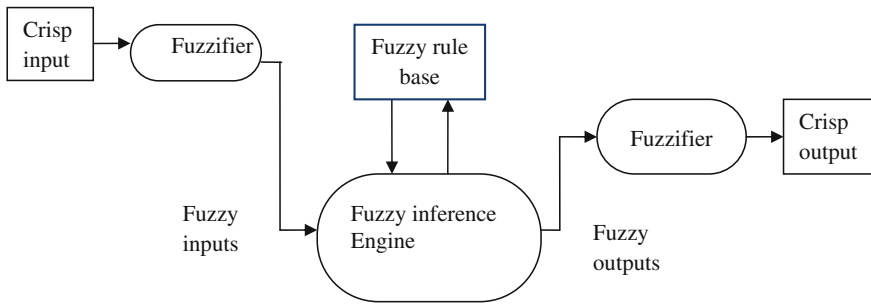 Crisp
input
Fuzzifier
Fuzzy rule
base
Fuzzy
inputs
Fuzzy inference
Engine
Fuzzy
outputs
Fuzzifier
Crisp
output